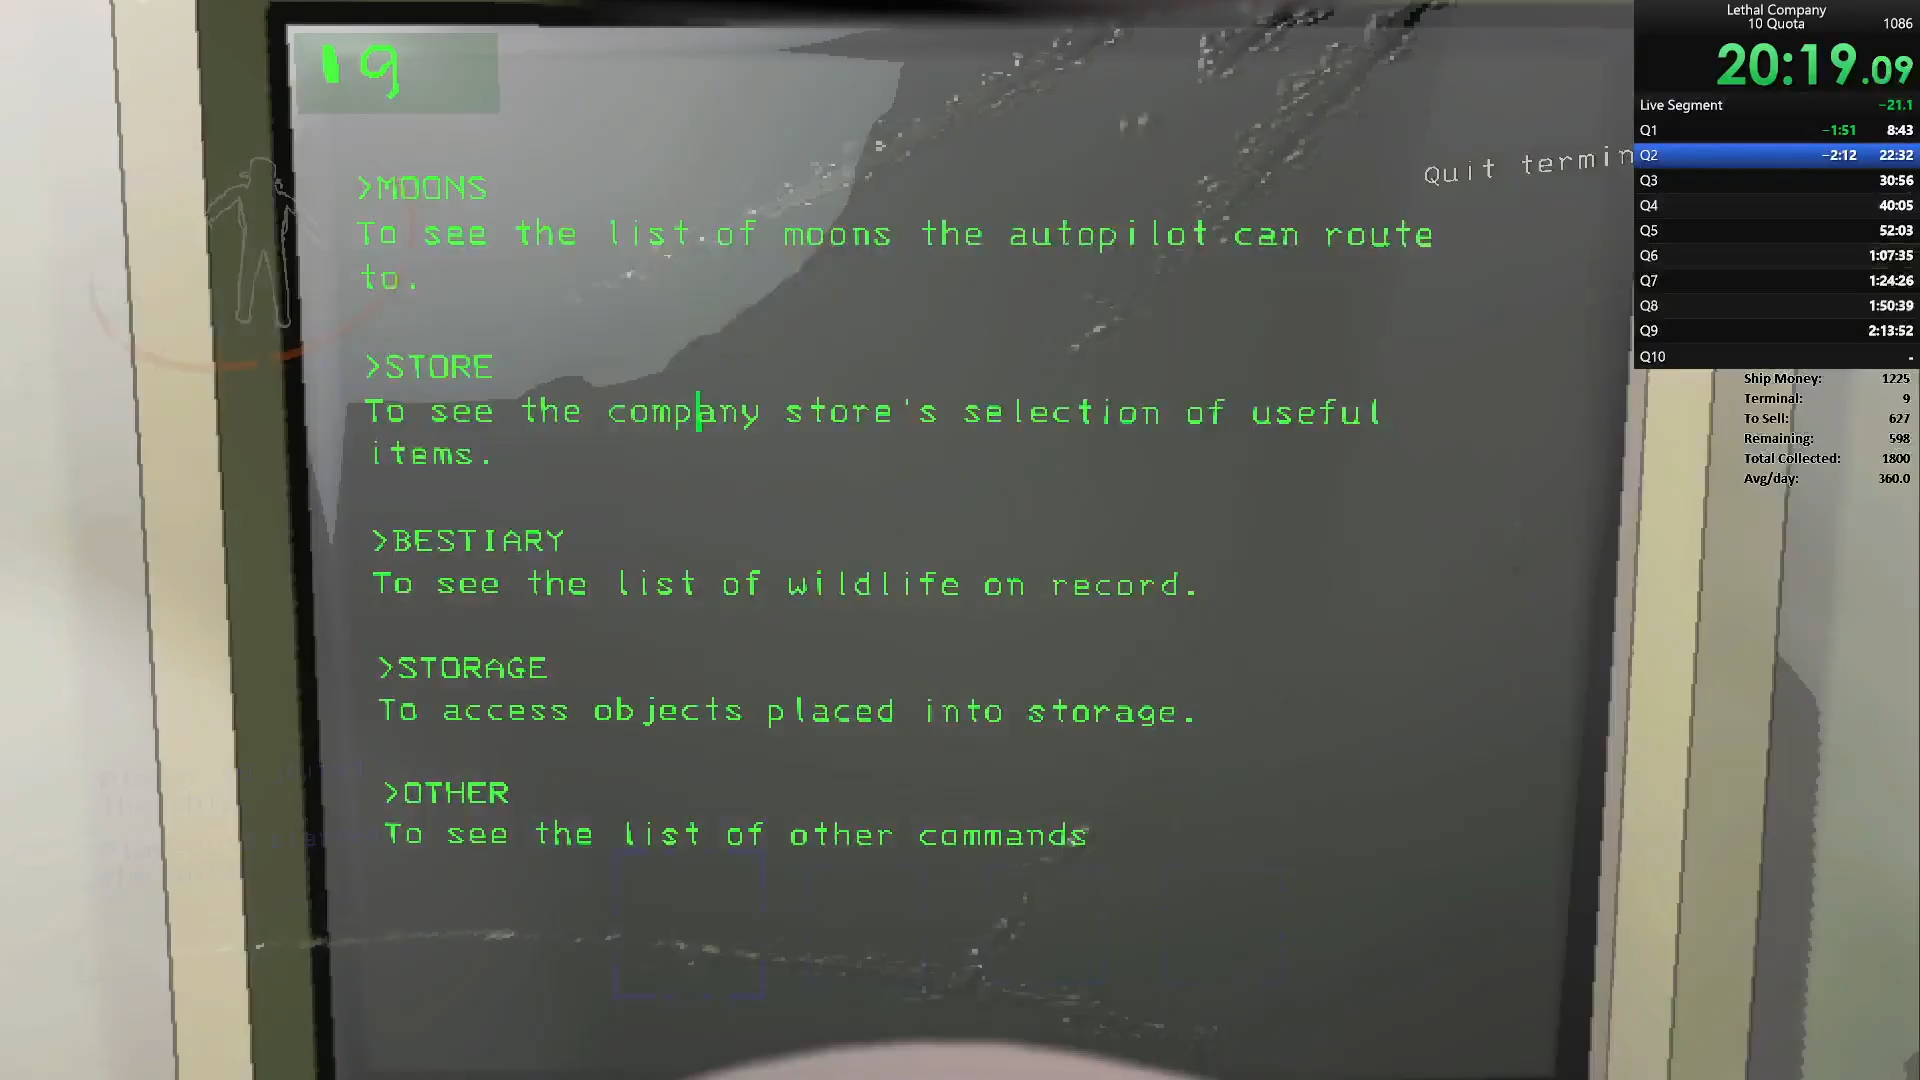 19
>MOONS
To see the list of moons the autopilot can route
to.
>STORE
To see the company store's selection of useful
items.
>BESTIARY
To see the list of wildlife on record.
>STORAGE
To access objects placed into storage.
>OTHER
To see the list of other commands
Quit termin
Lethal Company
10 Quota 1086
20:19.09
Live Segment -21.1
Q1 -1:51 8:43
Q2 -2:12 22:32
Q3 30:56
Q4 40:05
Q5 52:03
Q6 1:07:35
Q7 1:24:26
Q8 1:50:39
Q9 2:13:52
Q10 -
Ship Money: 1225
Terminal: 9
To Sell: 627
Remaining: 598
Total Collected: 1800
Avg/day: 360.0